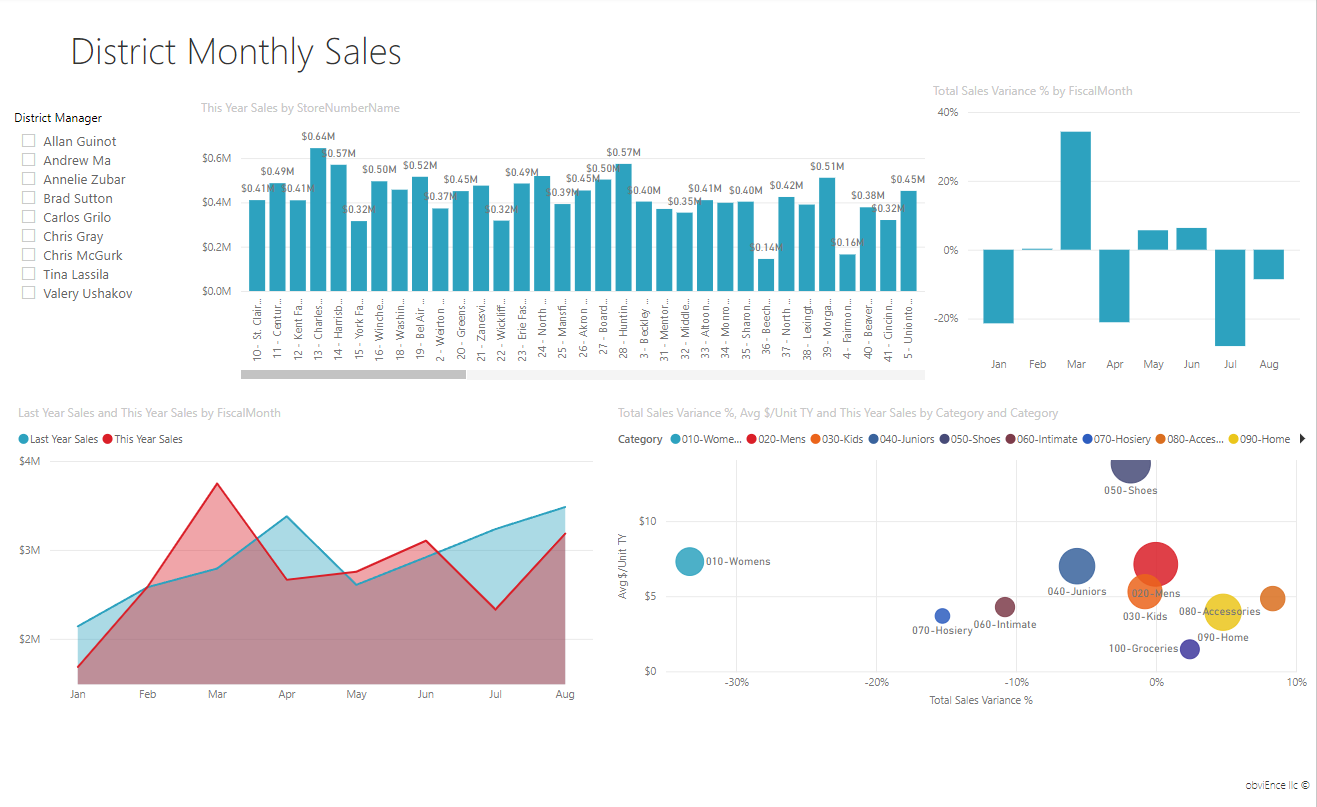 District Monthly Sales
District Manager
Allan Guinot
Andrew Ma
Annelie Zubar
Brad Sutton
Carlos Grilo
Chris Gray
Chris McGurk
Tina Lassila
Valery Ushakov
This Year Sales by StoreNumberName
$0.6M
$0.4M
$0.2M
$0.0M
$0.41M
$0.49M
$0.41M
$0.64M
$0.57M
$0.32M
$0.50M
$0.52M
$0.37M
$0.45M
$0.32M
$0.49M
$0.39M
$0.45M
$0.50M
$0.57M
$0.40M
$0.35M
$0.41M
$0.40M
$0.14M
$0.42M
$0.51M
$0.16M
$0.38M
$0.32M
$0.45M
10 - St. Clair...
11 - Centur...
12 - Kent Fa...
13 - Charles...
14 - Harrisb...
15 - York Fa...
16 - Winche...
18 - Washin...
19 - Bel Air ...
2 - Weirton ...
20 - Greens...
21 - Zanesvi...
22 - Wickliff...
23 - Erie Fas...
24 - North ...
25 - Mansfi...
26 - Akron ...
27 - Board...
28 - Huntin...
3 - Beckley ...
31 - Mentor...
32 - Middle...
33 - Altoon...
34 - Monro...
35 - Sharon...
36 - Beech...
37 - North ...
38 - Lexingt...
39 - Morga...
4 - Fairmon...
40 - Beaver...
41 - Cincinn...
5 - Unionto...
Total Sales Variance % by FiscalMonth
40%
20%
0%
-20%
Jan Feb Mar Apr May Jun Jul Aug
Last Year Sales and This Year Sales by FiscalMonth
Last Year Sales This Year Sales
$4M
$3M
$2M
Jan Feb Mar Apr May Jun Jul Aug
Total Sales Variance %, Avg $/Unit TY and This Year Sales by Category and Category
Category 010-Wome... 020-Mens 030-Kids 040-Juniors 050-Shoes 060-Intimate 070-Hosiery 080-Acces... 090-Home
Avg $/Unit TY
$10
$5
$0
050-Shoes
010-Womens
040-Juniors
020-Mens
030-Kids
080-Accessories
070-Hosiery
060-Intimate
090-Home
100-Groceries
-30% -20% -10% 0% 10%
Total Sales Variance %
obviEnce llc ©